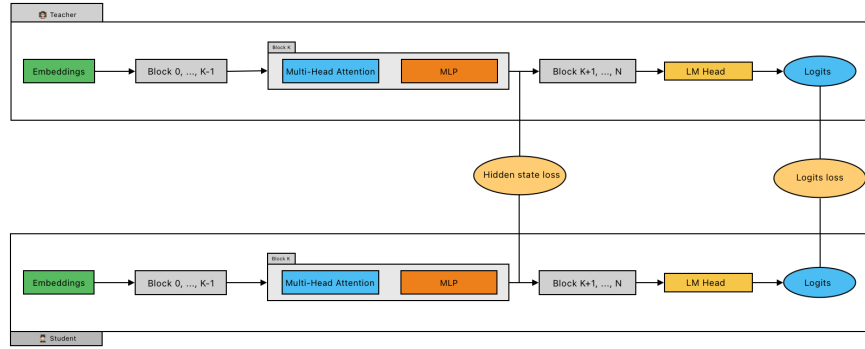 Teacher
Block K
Embeddings
Block 0, ..., K-1
Multi-Head Attention
MLP
Block K+1, ..., N
LM Head
Logits
Hidden state loss
Logits loss
Block K
Embeddings
Block 0, ..., K-1
Multi-Head Attention
MLP
Block K+1, ..., N
LM Head
Logits
Student